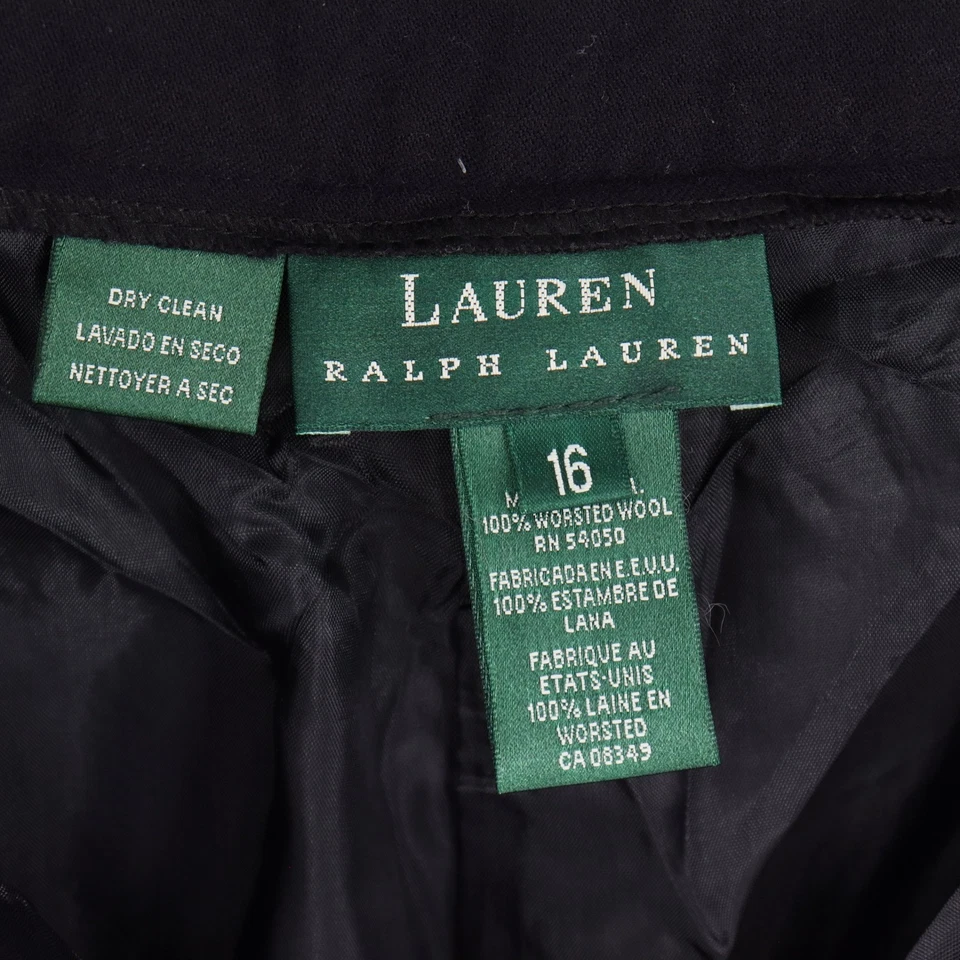 DRY CLEAN
LAVADO EN SECO
NETTOYER A SEC
LAUREN
RALPH LAUREN
16
100% WORSTED WOOL
RN 54050
FABRICADA EN E.E.U.U.
100% ESTAMBRE DE
LANA
FABRIQUE AU
ETATS-UNIS
100% LAINE EN
WORSTED
CA 08349